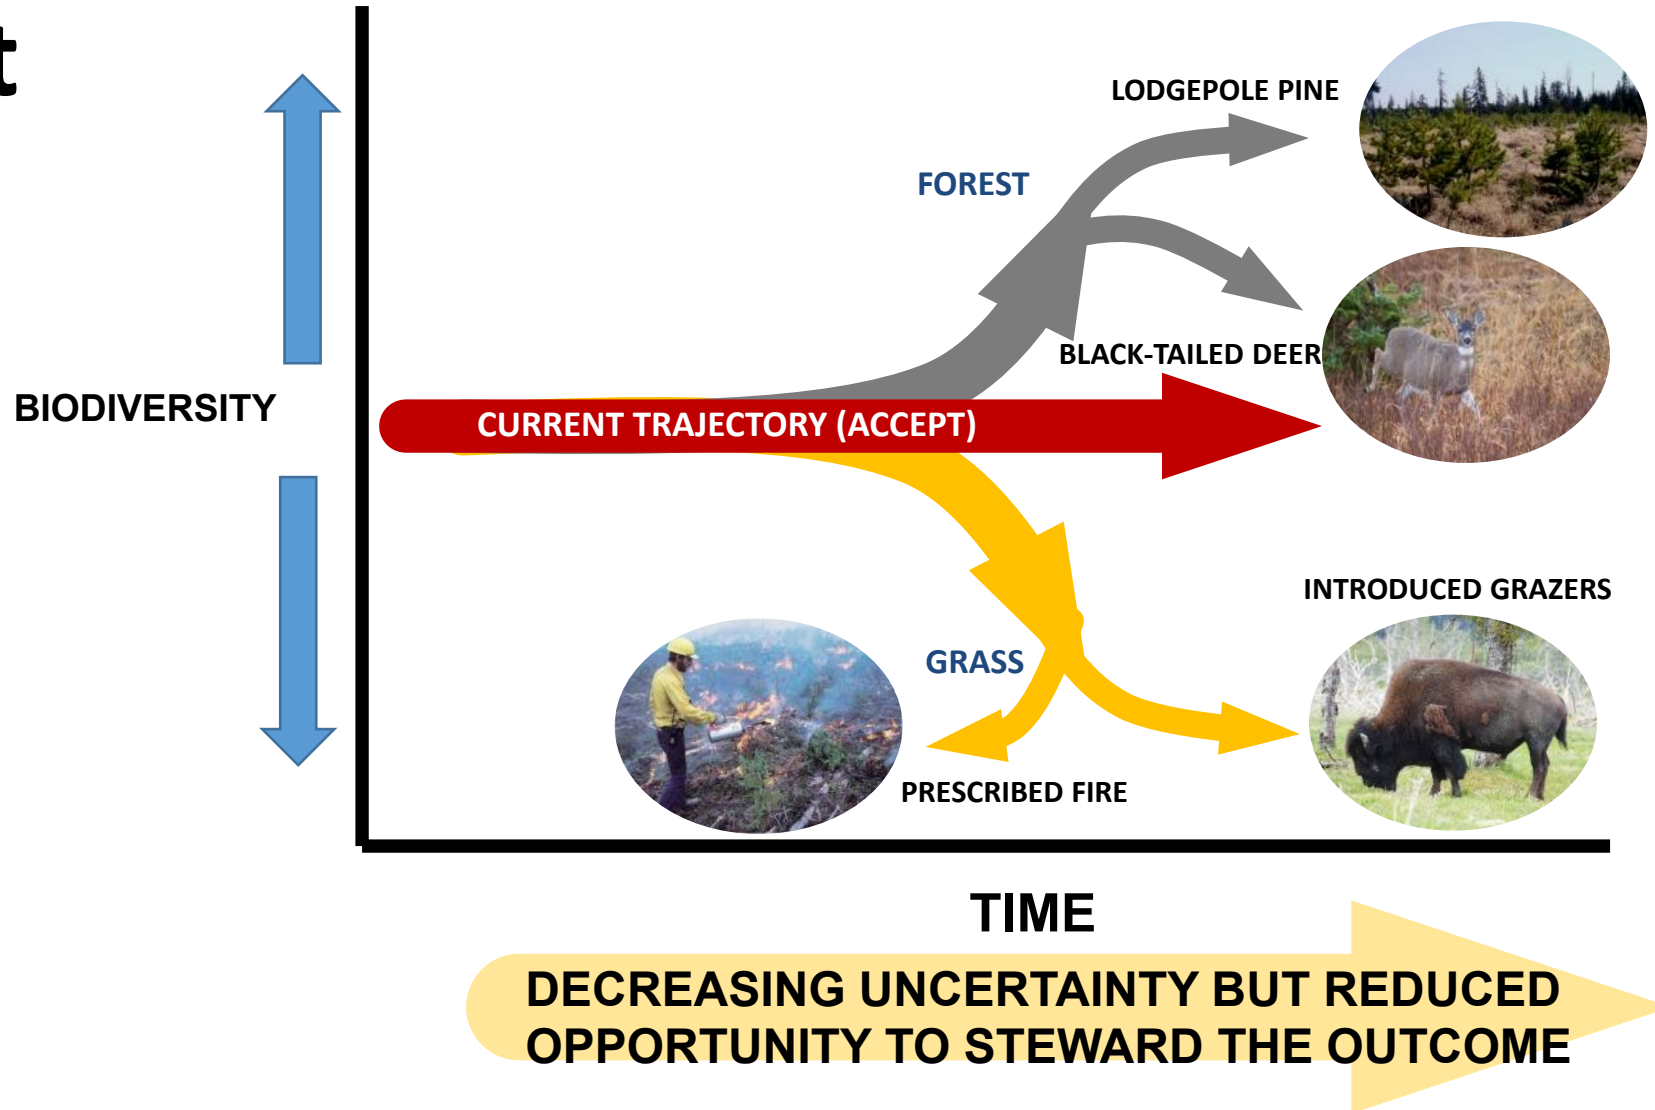 t
LODGEPOLE PINE
FOREST
BLACK-TAILED DEER
BIODIVERSITY
CURRENT TRAJECTORY (ACCEPT)
INTRODUCED GRAZERS
GRASS
PRESCRIBED FIRE
TIME
DECREASING UNCERTAINTY BUT REDUCED
OPPORTUNITY TO STEWARD THE OUTCOME